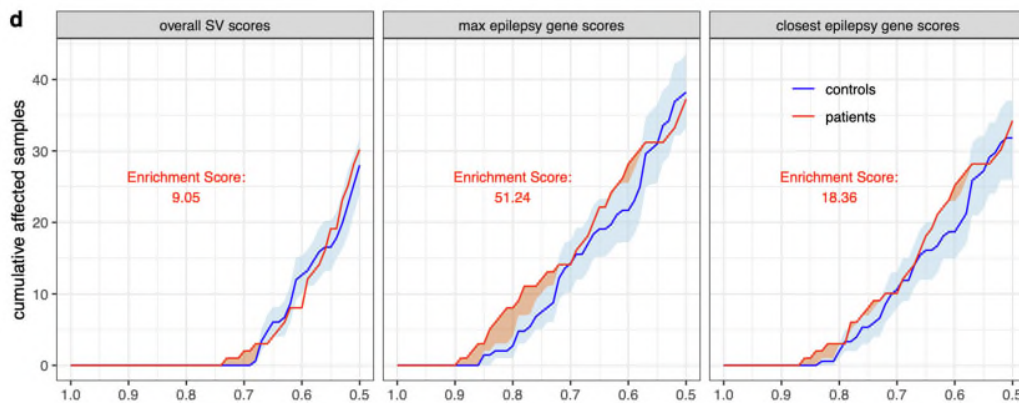 d
overall SV scores
max epilepsy gene scores
closest epilepsy gene scores
cumulative affected samples
40
30
20
10
0
Enrichment Score:
9.05
Enrichment Score:
51.24
controls
patients
Enrichment Score:
18.36
1.0 0.9 0.8 0.7 0.6 0.5
1.0 0.9 0.8 0.7 0.6 0.5
1.0 0.9 0.8 0.7 0.6 0.5